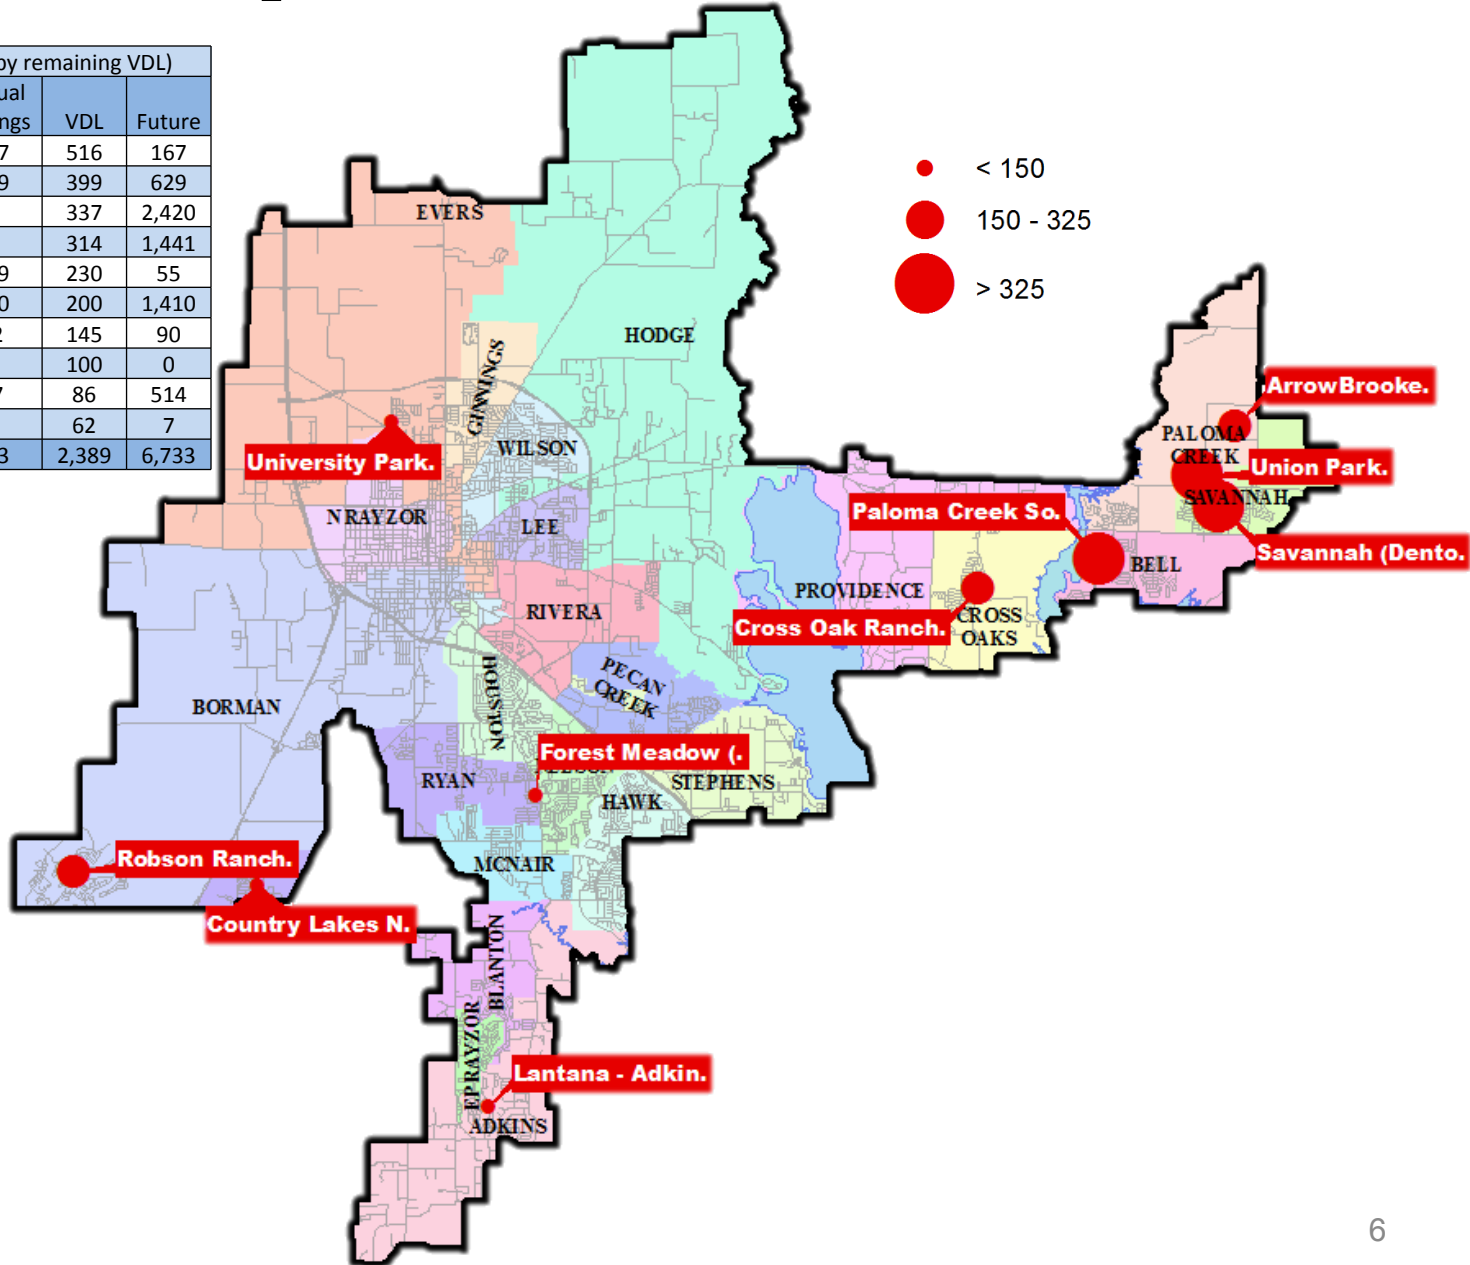 by remaining VDL)
ual
ngs VDL Future
7 516 167
9 399 629
337 2,420
314 1,441
9 230 55
0 200 1,410
2 145 90
100 0
7 86 514
62 7
3 2,389 6,733
< 150
150 - 325
> 325
EVERS
HODGE
GINNINGS
ArrowBrooke.
PALOMA
CREEK
University Park.
WILSON
Union Park.
SAVANNAH
N RAYZOR
LEE
Paloma Creek So.
Savannah (Dento.
BELL
PROVIDENCE
RIVERA
Cross Oak Ranch.
CROSS
OAKS
PECAN
CREEK
HOUSTON
BORMAN
Forest Meadow (.
RYAN
STEPHENS
HAWK
Robson Ranch.
MCNAIR
Country Lakes N.
BLANTON
EPRAYZOR
Lantana - Adkin.
ADKINS
6